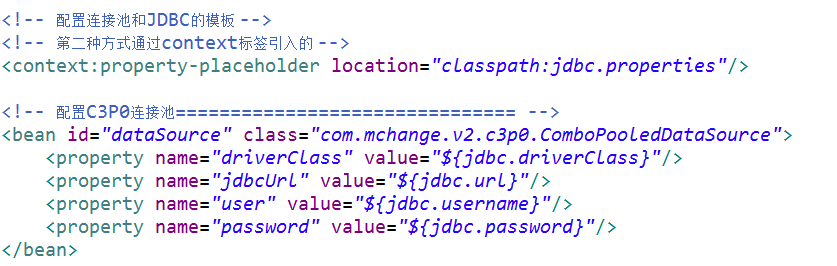 <!-- 配置连接池和JDBC的模板 -->
<!-- 第二种方式通过context标签引入的 -->
<context:property-placeholder location="classpath:jdbc.properties"/>
<!-- 配置C3P0连接池=============================== -->
<bean id="dataSource" class="com.mchange.v2.c3p0.ComboPooledDataSource">
<property name="driverClass" value="${jdbc.driverClass}"/>
<property name="jdbcUrl" value="${jdbc.url}"/>
<property name="user" value="${jdbc.username}"/>
<property name="password" value="${jdbc.password}"/>
</bean>